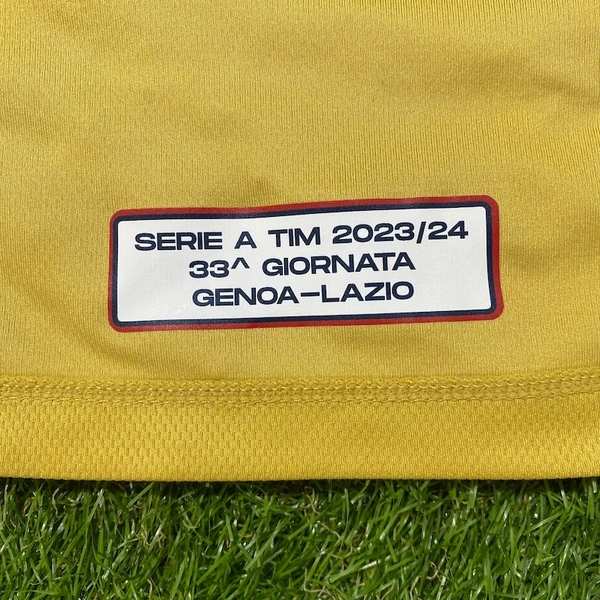 SERIE A TIM 2023/24
33^ GIORNATA
GENOA-LAZIO